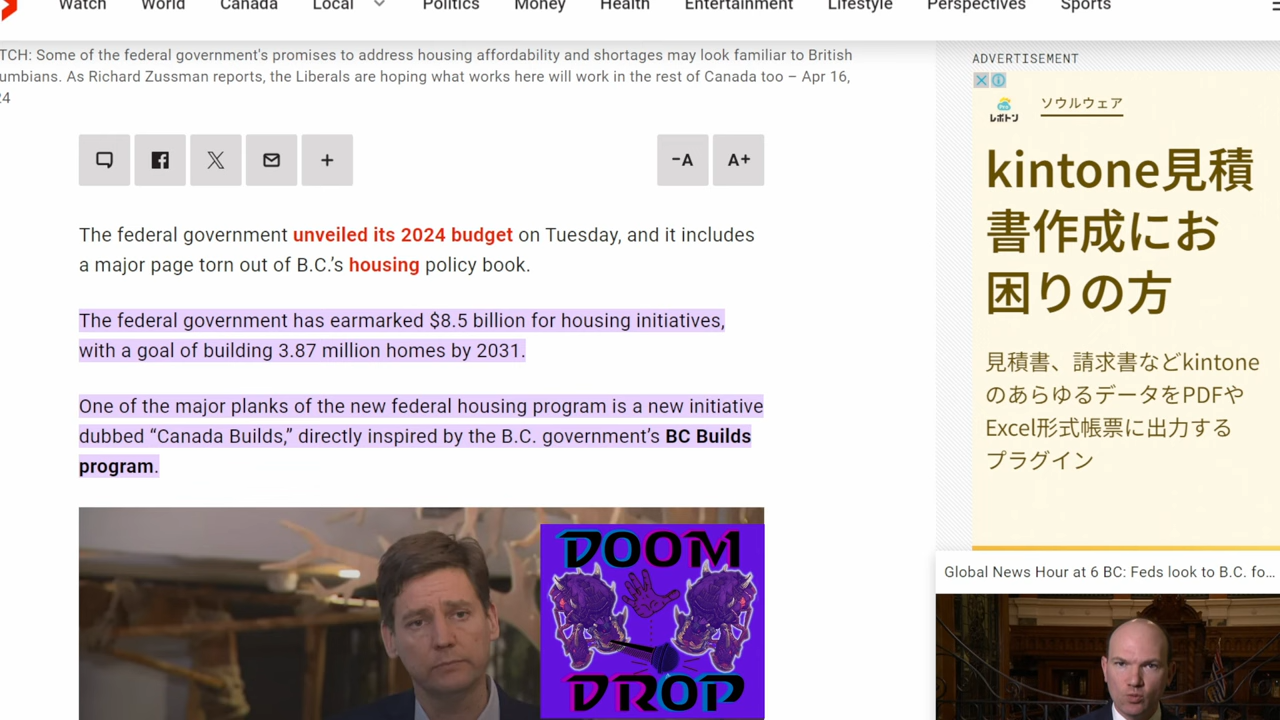 Watch World Canada Local Politics Money Health Entertainment Lifestyle Perspectives Sports
TCH: Some of the federal government's promises to address housing affordability and shortages may look familiar to British
umbians. As Richard Zussman reports, the Liberals are hoping what works here will work in the rest of Canada too – Apr 16,
24
-A A+
The federal government unveiled its 2024 budget on Tuesday, and it includes
a major page torn out of B.C.'s housing policy book.
The federal government has earmarked $8.5 billion for housing initiatives,
with a goal of building 3.87 million homes by 2031.
One of the major planks of the new federal housing program is a new initiative
dubbed “Canada Builds,” directly inspired by the B.C. government's BC Builds
program.
DOOM
DROP
ADVERTISEMENT
レポトン
Pro
ソウルウェア
kintone見積
書作成にお
困りの方
見積書、請求書などkintone
のあらゆるデータをPDFや
Excel形式帳票に出力する
プラグイン
Global News Hour at 6 BC: Feds look to B.C. fo...